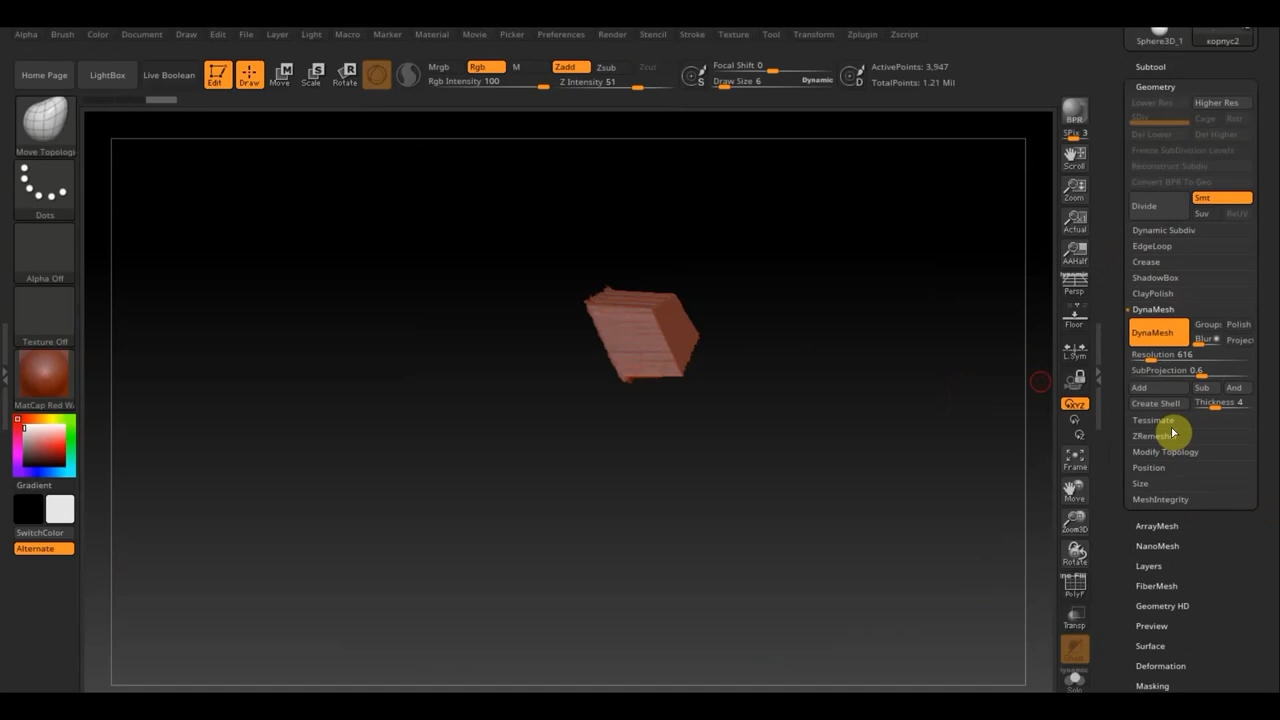 Alpha Brush Color Document Draw Edit File Layer Light Macro Marker Material Movie Picker Preferences Render Stencil Stroke Texture Tool Transform Zplugin Zscript
Sphere3D_1 корпус2
Home Page LightBox Live Boolean Edit Draw Move Scale Rotate
Mrgb Rgb M Zadd Zsub Zcut
Rgb Intensity 100 Z Intensity 51
Focal Shift 0
Draw Size 6 Dynamic
S D
ActivePoints: 3,947
TotalPoints: 1.21 Mil
Move Topologi
Dots
Alpha Off
Texture Off
MatCap Red W
Gradient
SwitchColor
Alternate
BPR
SPix 3
Scroll
Zoom
Actual
AAHalf
Persp
Floor
L.Sym
XYZ
Frame
Move
Zoom3D
Rotate
PolyF
Transp
Solo
Subtool
Geometry
Lower Res Higher Res
SDiv Cage Rstr
Del Lower Del Higher
Freeze SubDivision Levels
Reconstruct Subdiv
Convert BPR To Geo
Divide Smt
Suv ReUV
Dynamic Subdiv
EdgeLoop
Crease
ShadowBox
ClayPolish
DynaMesh
DynaMesh Group Polish
Blur Projec
Resolution 616
SubProjection 0.6
Add Sub And
Create Shell Thickness 4
Tessimate
ZRemesh
Modify Topology
Position
Size
MeshIntegrity
ArrayMesh
NanoMesh
Layers
FiberMesh
Geometry HD
Preview
Surface
Deformation
Masking